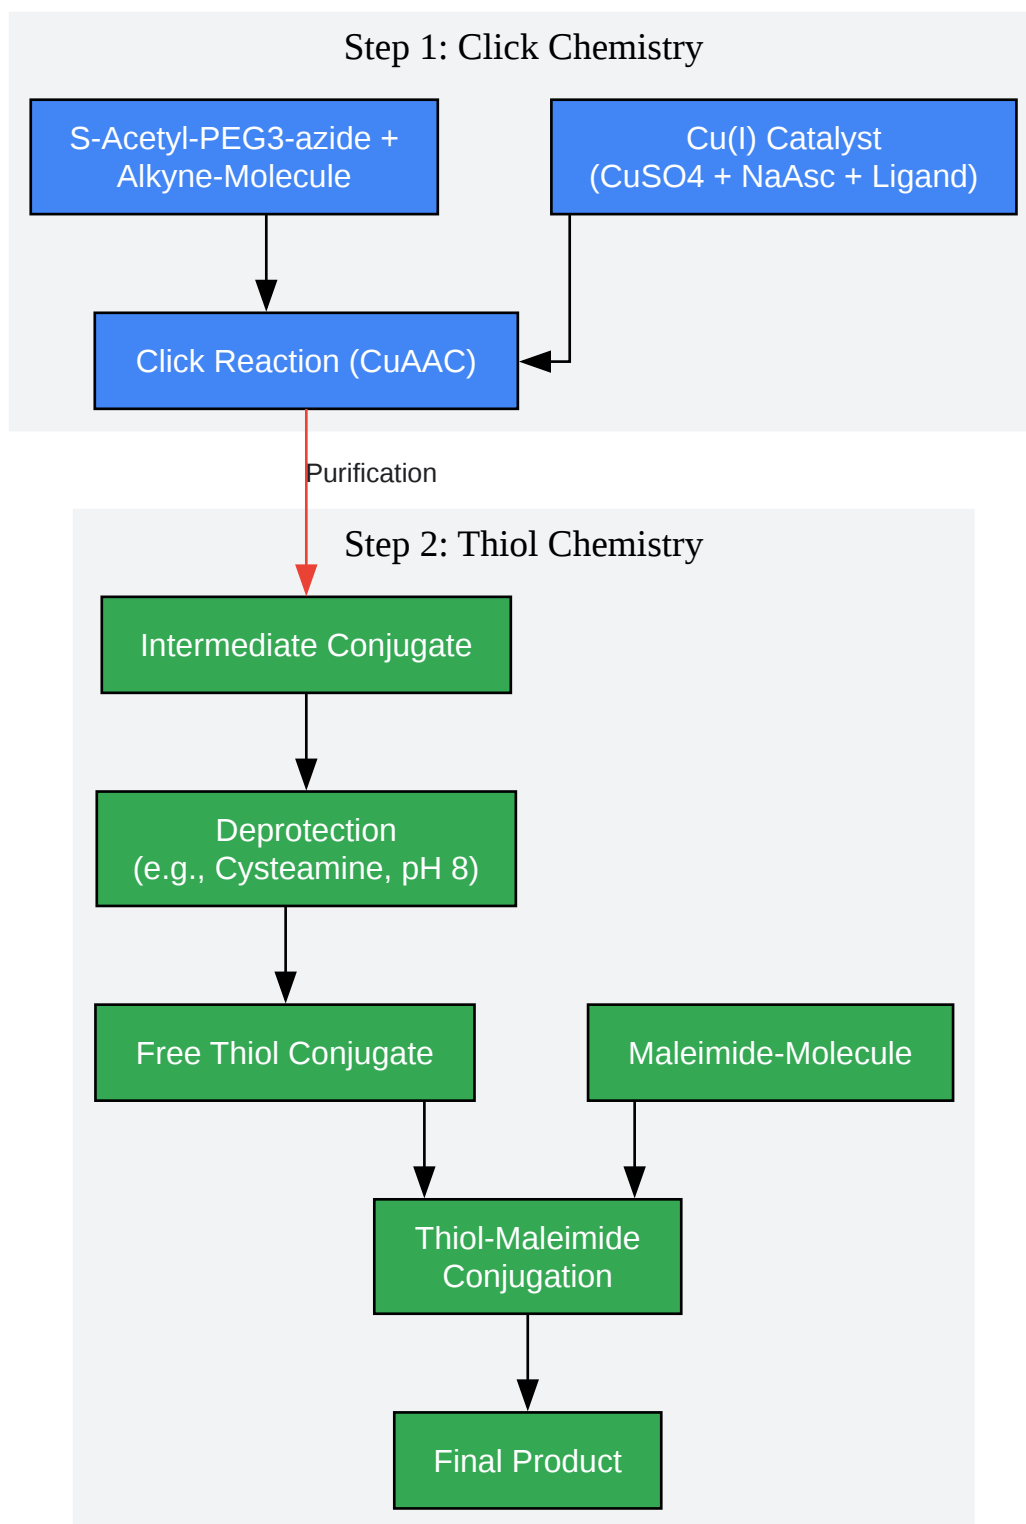 Step 1: Click Chemistry
S-Acetyl-PEG3-azide +
Alkyne-Molecule
Cu(I) Catalyst
(CuSO4 + NaAsc + Ligand)
Click Reaction (CuAAC)
Purification
Step 2: Thiol Chemistry
Intermediate Conjugate
Deprotection
(e.g., Cysteamine, pH 8)
Free Thiol Conjugate
Maleimide-Molecule
Thiol-Maleimide
Conjugation
Final Product